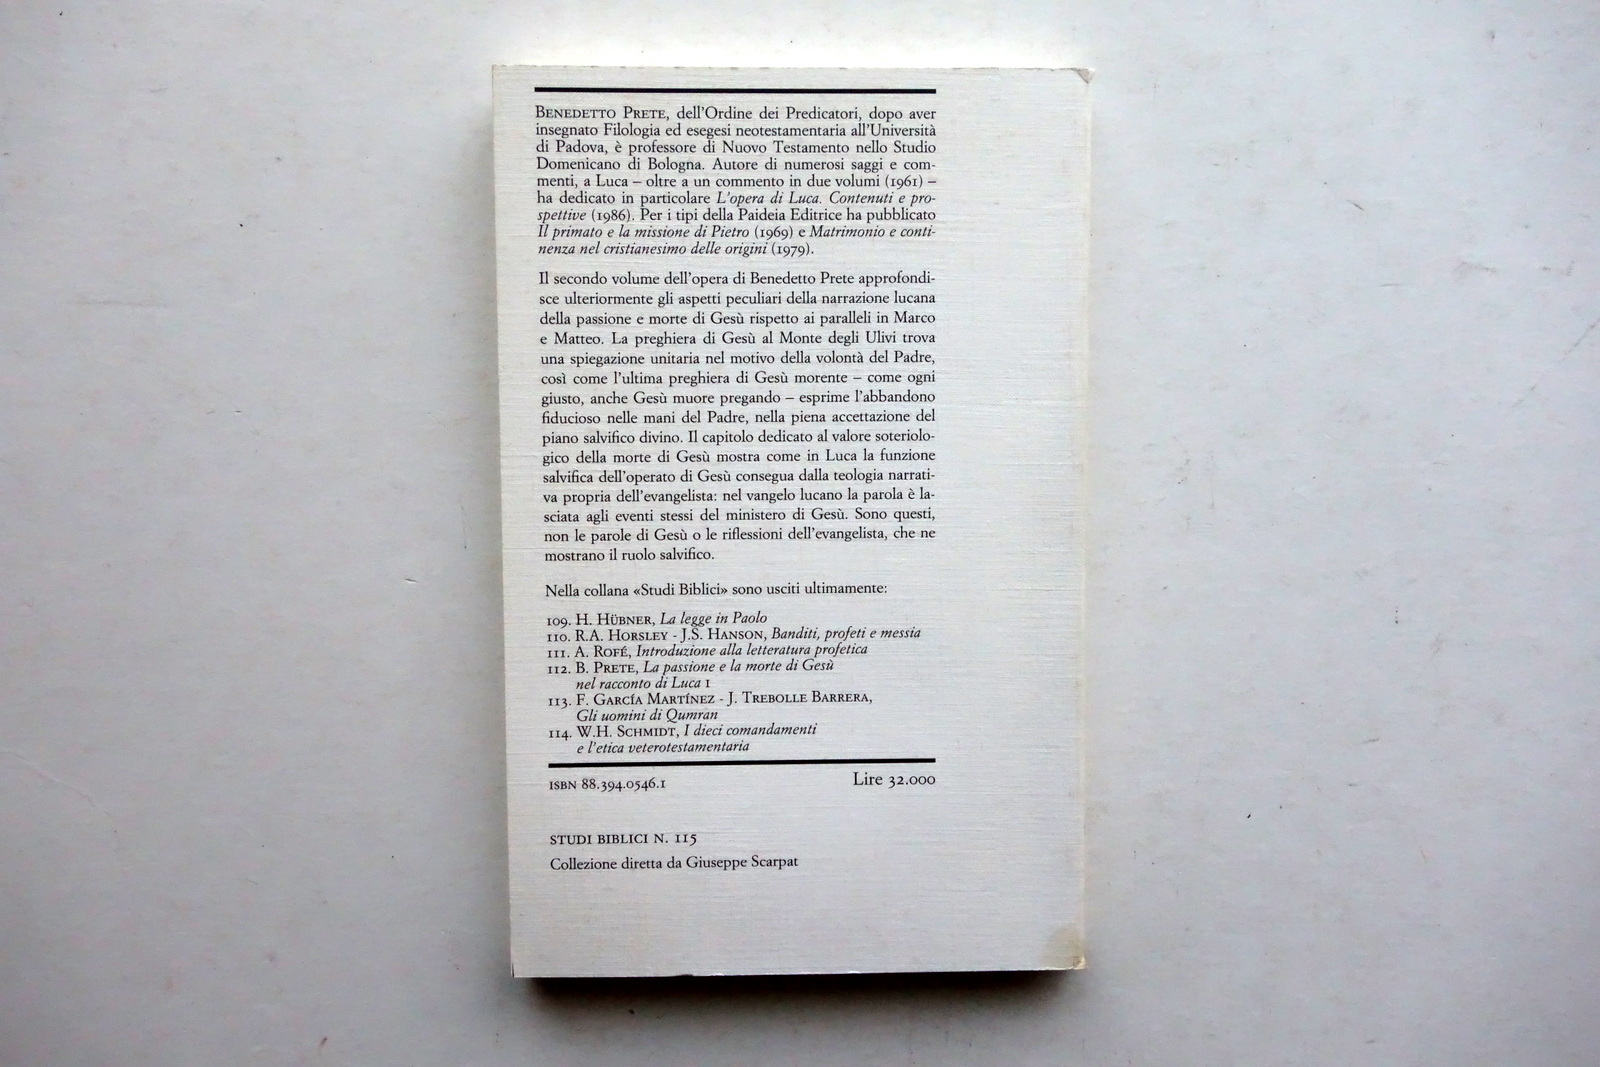 BENEDETTO PRETE, dell'Ordine dei Predicatori, dopo aver
insegnato Filologia ed esegesi neotestamentaria all'Università
di Padova, è professore di Nuovo Testamento nello Studio
Domenicano di Bologna. Autore di numerosi saggi e com-
menti, a Luca – oltre a un commento in due volumi (1961) –
ha dedicato in particolare L'opera di Luca. Contenuti e pro-
spettive (1986). Per i tipi della Paideia Editrice ha pubblicato
Il primato e la missione di Pietro (1969) e Matrimonio e conti-
nenza nel cristianesimo delle origini (1979).
Il secondo volume dell'opera di Benedetto Prete approfondi-
sce ulteriormente gli aspetti peculiari della narrazione lucana
della passione e morte di Gesù rispetto ai paralleli in Marco
e Matteo. La preghiera di Gesù al Monte degli Ulivi trova
una spiegazione unitaria nel motivo della volontà del Padre,
così come l'ultima preghiera di Gesù morente – come ogni
giusto, anche Gesù muore pregando – esprime l'abbandono
fiducioso nelle mani del Padre, nella piena accettazione del
piano salvifico divino. Il capitolo dedicato al valore soteriolo-
gico della morte di Gesù mostra come in Luca la funzione
salvifica dell'operato di Gesù consegua dalla teologia narrati-
va propria dell'evangelista: nel vangelo lucano la parola è la-
sciata agli eventi stessi del ministero di Gesù. Sono questi,
non le parole di Gesù o le riflessioni dell'evangelista, che ne
mostrano il ruolo salvifico.
Nella collana «Studi Biblici» sono usciti ultimamente:
109. H. HÜBNER, La legge in Paolo
110. R.A. HORSLEY - J.S. HANSON, Banditi, profeti e messia
111. A. ROFÉ, Introduzione alla letteratura profetica
112. B. PRETE, La passione e la morte di Gesù
nel racconto di Luca I
113. F. GARCÍA MARTÍNEZ - J. TREBOLLE BARRERA,
Gli uomini di Qumran
114. W.H. SCHMIDT, I dieci comandamenti
e l'etica veterotestamentaria
ISBN 88.394.0546.1 Lire 32.000
STUDI BIBLICI N. 115
Collezione diretta da Giuseppe Scarpat